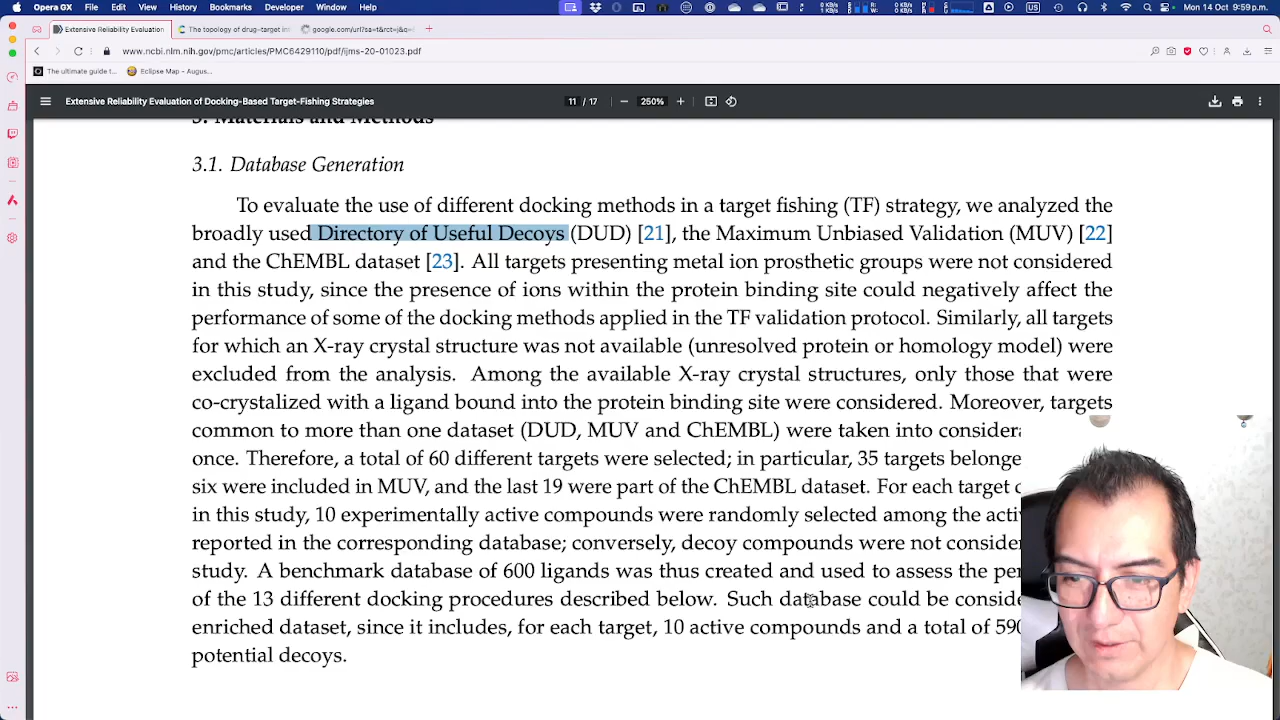 Opera GX File Edit View History Bookmarks Developer Window Help Mon 14 Oct 9:59 p.m.
Extensive Reliability Evaluation The topology of drug–target in google.com/url?sa=t&rct=j&q=
www.ncbi.nlm.nih.gov/pmc/articles/PMC6429110/pdf/ijms-20-01023.pdf
The ultimate guide t... Eclipse Map - Augus...
Extensive Reliability Evaluation of Docking-Based Target-Fishing Strategies 11 / 17 250%
3. Materials and Methods
3.1. Database Generation
To evaluate the use of different docking methods in a target fishing (TF) strategy, we analyzed the
broadly used Directory of Useful Decoys (DUD) [21], the Maximum Unbiased Validation (MUV) [22]
and the ChEMBL dataset [23]. All targets presenting metal ion prosthetic groups were not considered
in this study, since the presence of ions within the protein binding site could negatively affect the
performance of some of the docking methods applied in the TF validation protocol. Similarly, all targets
for which an X-ray crystal structure was not available (unresolved protein or homology model) were
excluded from the analysis. Among the available X-ray crystal structures, only those that were
co-crystalized with a ligand bound into the protein binding site were considered. Moreover, targets
common to more than one dataset (DUD, MUV and ChEMBL) were taken into considera
once. Therefore, a total of 60 different targets were selected; in particular, 35 targets belonge
six were included in MUV, and the last 19 were part of the ChEMBL dataset. For each target c
in this study, 10 experimentally active compounds were randomly selected among the acti
reported in the corresponding database; conversely, decoy compounds were not consider
study. A benchmark database of 600 ligands was thus created and used to assess the per
of the 13 different docking procedures described below. Such database could be conside
enriched dataset, since it includes, for each target, 10 active compounds and a total of 590
potential decoys.